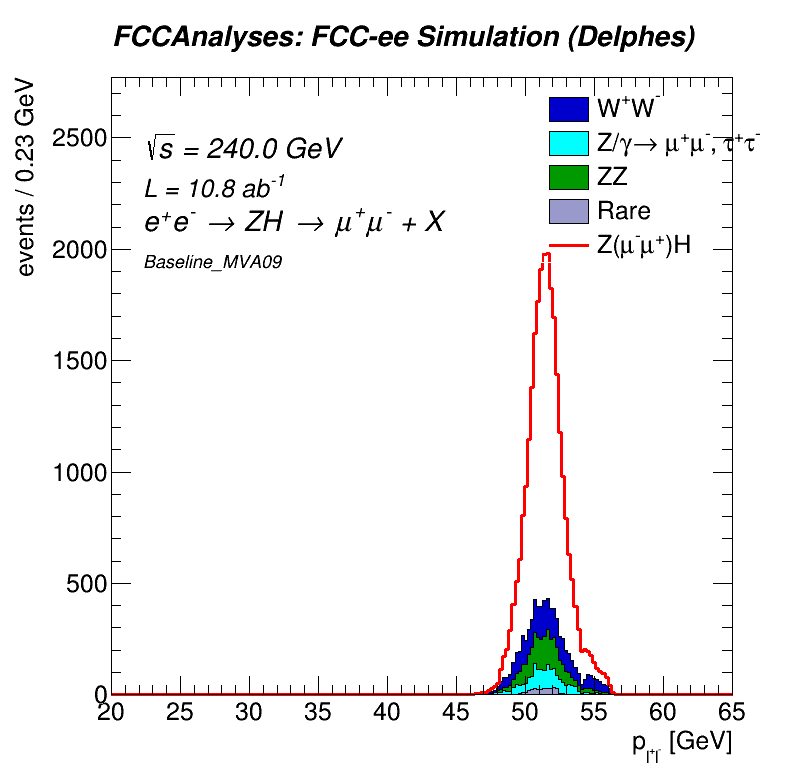 FCCAnalyses: FCC-ee Simulation (Delphes)
events / 0.23 GeV
√s = 240.0 GeV
L = 10.8 ab⁻¹
e⁺e⁻ → ZH → μ⁺μ⁻ + X
Baseline_MVA09
W⁺W⁻
Z/γ→ μ⁺μ⁻, τ⁺τ⁻
ZZ
Rare
Z(μ⁻μ⁺)H
2500
2000
1500
1000
500
0
20 25 30 35 40 45 50 55 60 65
p_l⁺l⁻ [GeV]